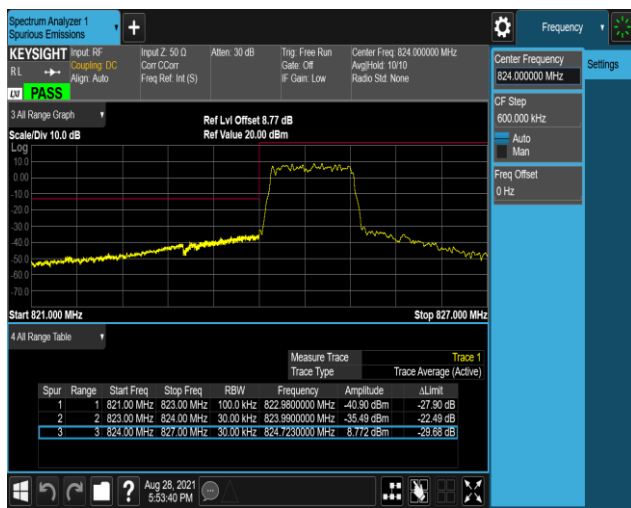 Spectrum Analyzer 1
Spurious Emissions
Frequency
KEYSIGHT Input: RF Input Z: 50 Ω Atten: 30 dB Trig: Free Run Center Freq: 824.000000 MHz
RL Coupling: DC Corr CCorr Gate: Off Avg|Hold: 10/10
Align: Auto Freq Ref: Int (S) IF Gain: Low Radio Std: None
LXI PASS
Center Frequency
824.000000 MHz
Settings
CF Step
600.000 kHz
Auto
Man
Freq Offset
0 Hz
3 All Range Graph
Ref Lvl Offset 8.77 dB
Scale/Div 10.0 dB Ref Value 20.00 dBm
Log
10.0
0.00
-10.0
-20.0
-30.0
-40.0
-50.0
-60.0
-70.0
Start 821.000 MHz Stop 827.000 MHz
4 All Range Table
Measure Trace Trace 1
Trace Type Trace Average (Active)
Spur Range Start Freq Stop Freq RBW Frequency Amplitude ΔLimit
1 1 821.00 MHz 823.00 MHz 100.0 kHz 822.9800000 MHz -40.90 dBm -27.90 dB
2 2 823.00 MHz 824.00 MHz 30.00 kHz 823.9900000 MHz -35.49 dBm -22.49 dB
3 3 824.00 MHz 827.00 MHz 30.00 kHz 824.7230000 MHz 8.772 dBm -29.68 dB
? Aug 28, 2021
5:53:40 PM